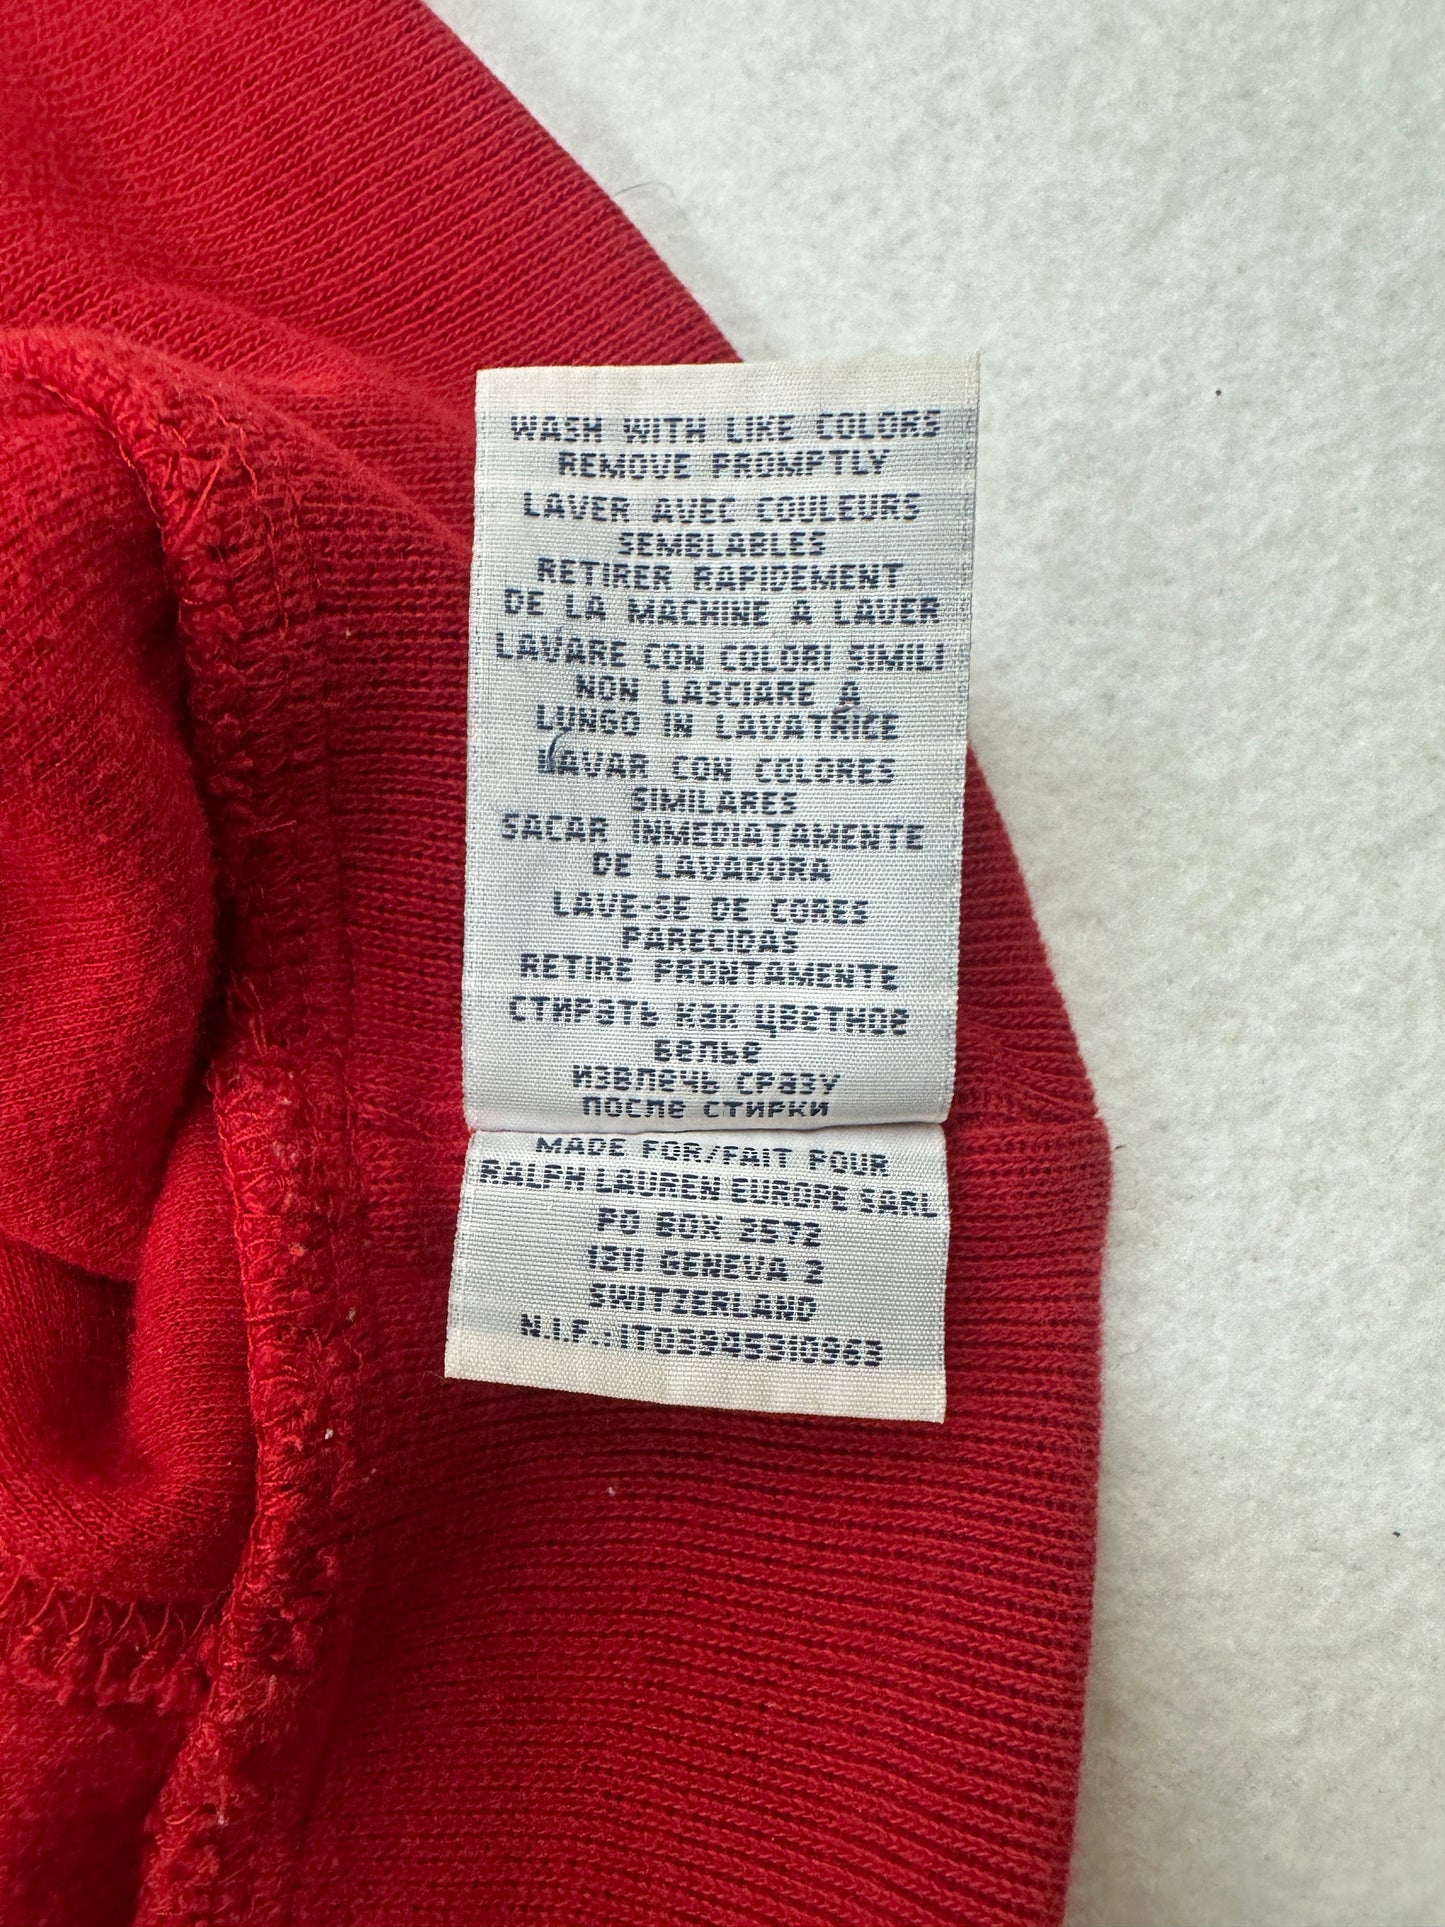 WASH WITH LIKE COLORS
REMOVE PROMPTLY
LAVER AVEC COULEURS
SEMBLABLES
RETIRER RAPIDEMENT
DE LA MACHINE A LAVER
LAVARE CON COLORI SIMILI
NON LASCIARE A
LUNGO IN LAVATRICE
LAVAR CON COLORES
SIMILARES
SACAR INMEDIATAMENTE
DE LAVADORA
LAVE-SE DE CORES
PARECIDAS
RETIRE PRONTAMENTE
СТИРАТЬ КАК ЦВЕТНОЕ
БЕЛЬЕ
ИЗВЛЕЧЬ СРАЗУ
ПОСЛЕ СТИРКИ
MADE FOR/FAIT POUR
RALPH LAUREN EUROPE SARL
PO BOX 2572
1211 GENEVA 2
SWITZERLAND
N.I.F.:IT03945310963